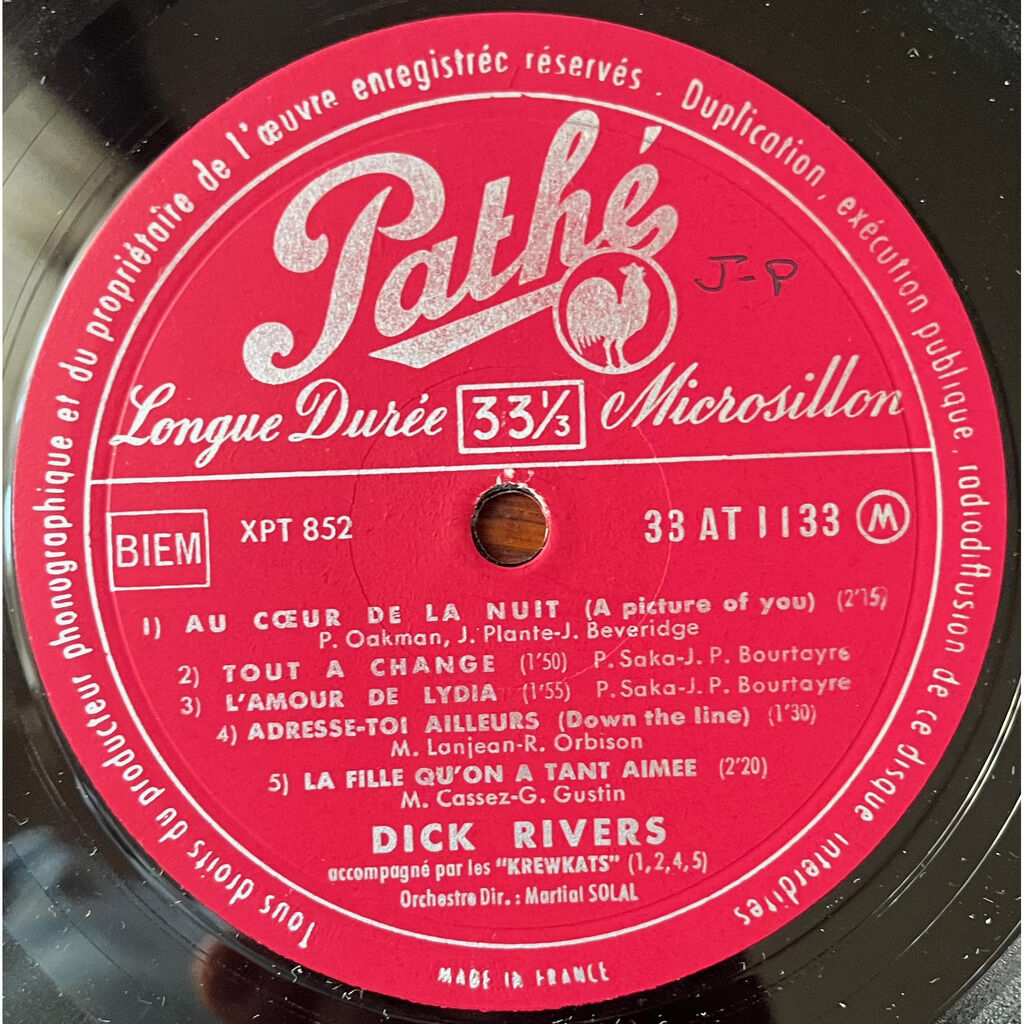 Tous droits du producteur phonographique et du propriétaire de l'œuvre enregistrée réservés . Duplication, exécution publique, radiodiffusion de ce disque interdites
Pathé
J-P
Longue Durée 33⅓ Microsillon
BIEM XPT 852 33 AT 1133 M
1) AU CŒUR DE LA NUIT (A picture of you) (2'15)
P. Oakman, J. Plante-J. Beveridge
2) TOUT A CHANGE (1'50) P. Saka-J. P. Bourtayre
3) L'AMOUR DE LYDIA (1'55) P. Saka-J. P. Bourtayre
4) ADRESSE-TOI AILLEURS (Down the line) (1'30)
M. Lanjean-R. Orbison
5) LA FILLE QU'ON A TANT AIMEE (2'20)
M. Cassez-G. Gustin
DICK RIVERS
accompagné par les "KREWKATS" (1,2,4,5)
Orchestre Dir. : Martial SOLAL
MADE IN FRANCE